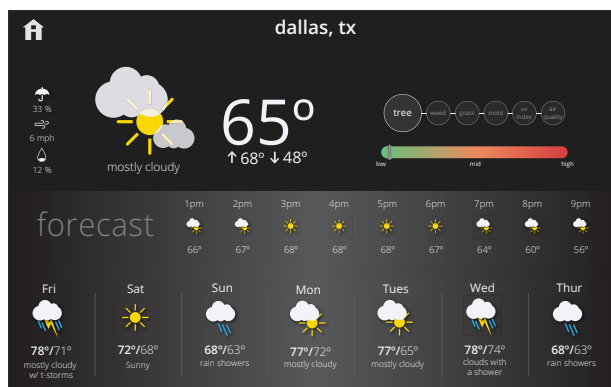 dallas, tx
33 %
6 mph
12 %
mostly cloudy
65°
↑68° ↓48°
tree weed grass mold uv index air quality
low mid high
forecast
1pm 2pm 3pm 4pm 5pm 6pm 7pm 8pm 9pm
66° 67° 68° 68° 68° 67° 64° 60° 56°
Fri Sat Sun Mon Tues Wed Thur
78°/71° 72°/68° 68°/63° 77°/72° 77°/65° 78°/74° 68°/63°
mostly cloudy w/ t-storms
Sunny
rain showers
mostly cloudy
mostly cloudy
clouds with a shower
rain showers